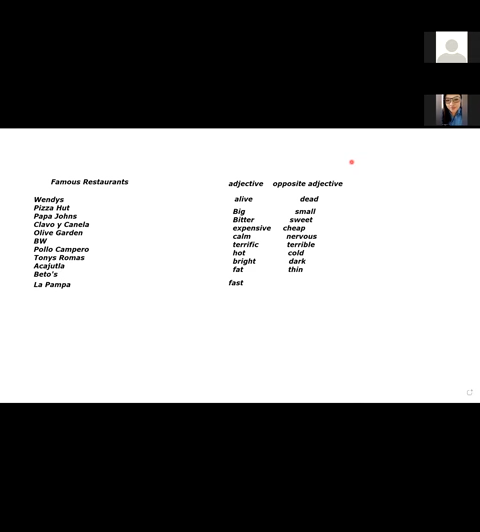 Famous Restaurants
Wendys
Pizza Hut
Papa Johns
Clavo y Canela
Olive Garden
BW
Pollo Campero
Tonys Romas
Acajutla
Beto's
La Pampa
adjective opposite adjective
alive dead
Big small
Bitter sweet
expensive cheap
calm nervous
terrific terrible
hot cold
bright dark
fat thin
fast